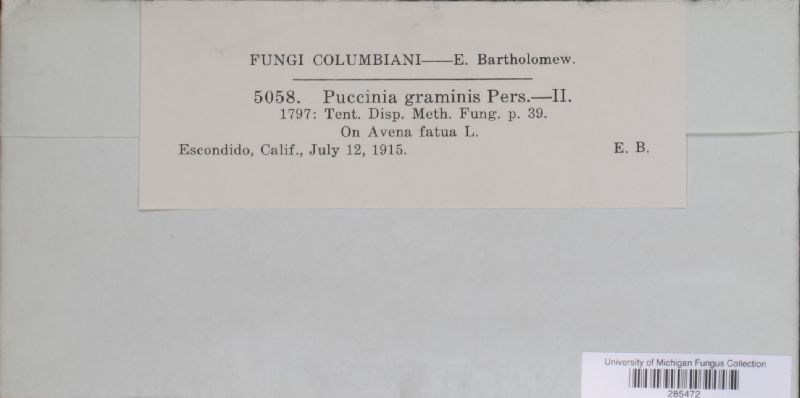 FUNGI COLUMBIANI——E. Bartholomew.
5058. Puccinia graminis Pers.—II.
1797: Tent. Disp. Meth. Fung. p. 39.
On Avena fatua L.
Escondido, Calif., July 12, 1915. E. B.
University of Michigan Fungus Collection
285472